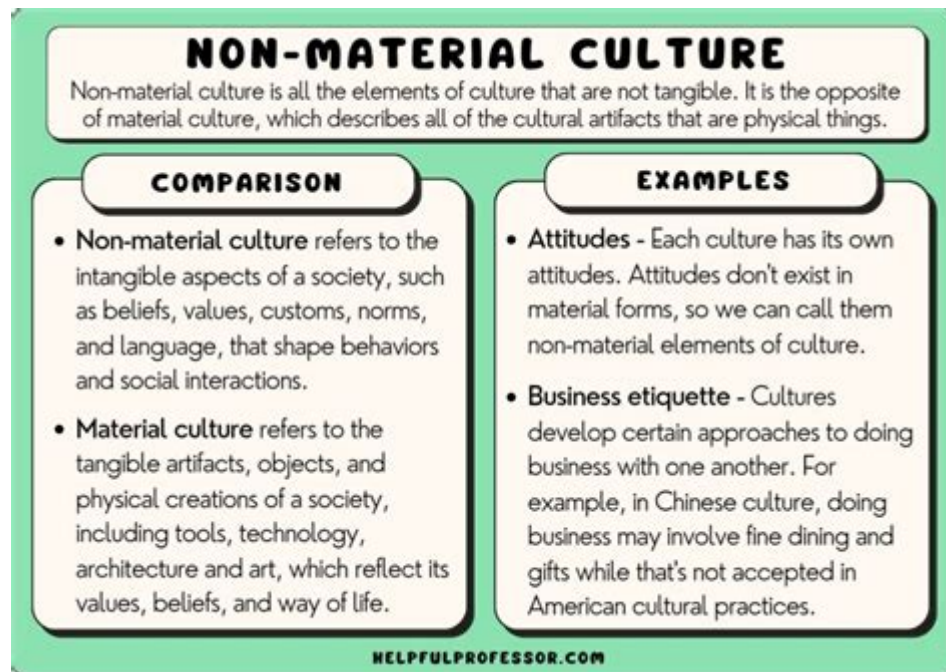 NON-MATERIAL CULTURE
Non-material culture is all the elements of culture that are not tangible. It is the opposite
of material culture, which describes all of the cultural artifacts that are physical things.
COMPARISON
• Non-material culture refers to the
intangible aspects of a society, such
as beliefs, values, customs, norms,
and language, that shape behaviors
and social interactions.
• Material culture refers to the
tangible artifacts, objects, and
physical creations of a society,
including tools, technology,
architecture and art, which reflect its
values, beliefs, and way of life.
EXAMPLES
• Attitudes - Each culture has its own
attitudes. Attitudes don't exist in
material forms, so we can call them
non-material elements of culture.
• Business etiquette - Cultures
develop certain approaches to doing
business with one another. For
example, in Chinese culture, doing
business may involve fine dining and
gifts while that's not accepted in
American cultural practices.
HELPFULPROFESSOR.COM